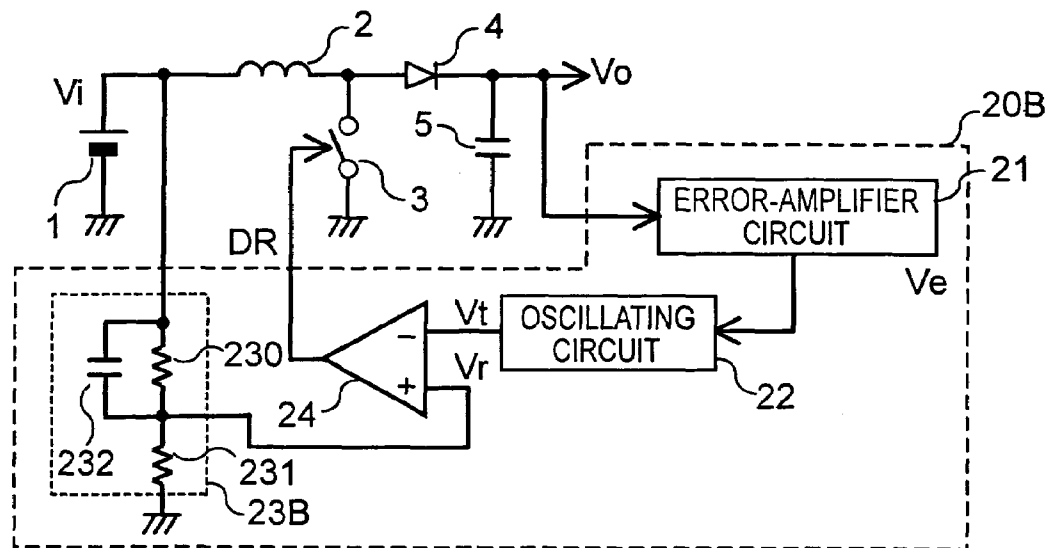 2
4
Vi
Vo
20B
5
21
1
3
ERROR-AMPLIFIER
CIRCUIT
DR
Ve
Vt
OSCILLATING
CIRCUIT
230
−
Vr
+
24
22
232
231
23B